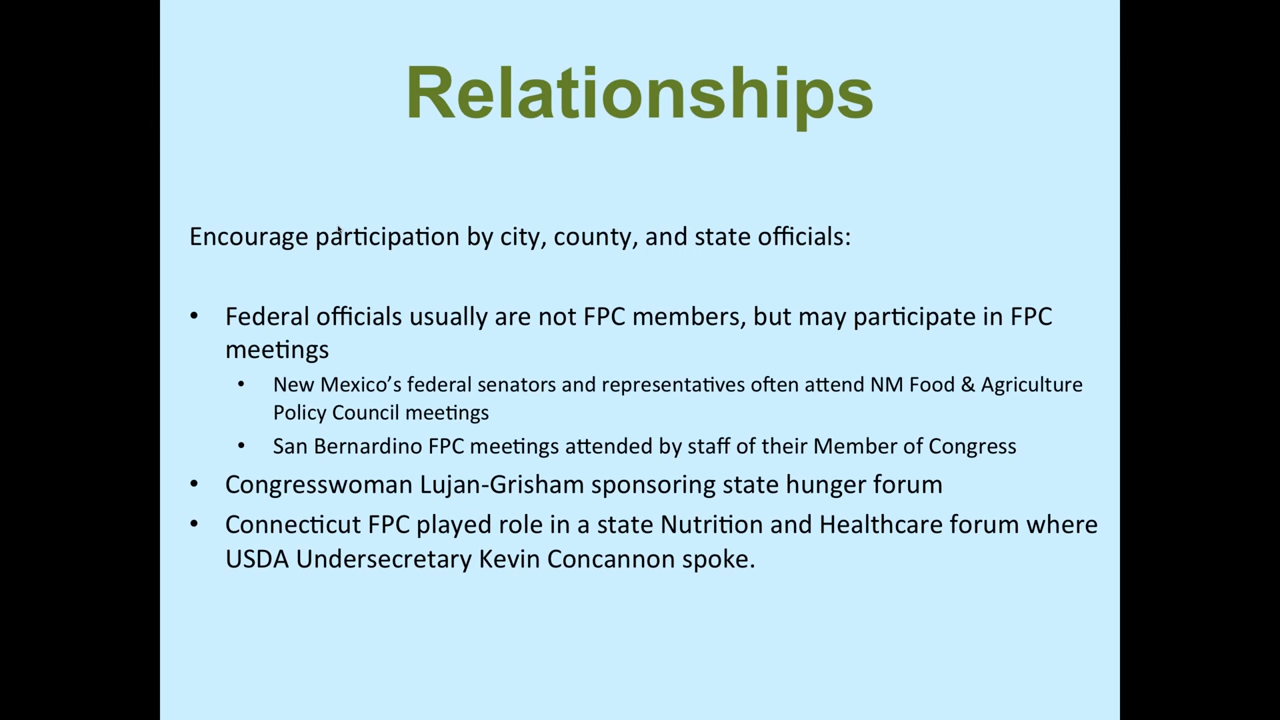 Relationships
Encourage participation by city, county, and state officials:
• Federal officials usually are not FPC members, but may participate in FPC
meetings
• New Mexico’s federal senators and representatives often attend NM Food & Agriculture
Policy Council meetings
• San Bernardino FPC meetings attended by staff of their Member of Congress
• Congresswoman Lujan-Grisham sponsoring state hunger forum
• Connecticut FPC played role in a state Nutrition and Healthcare forum where
USDA Undersecretary Kevin Concannon spoke.